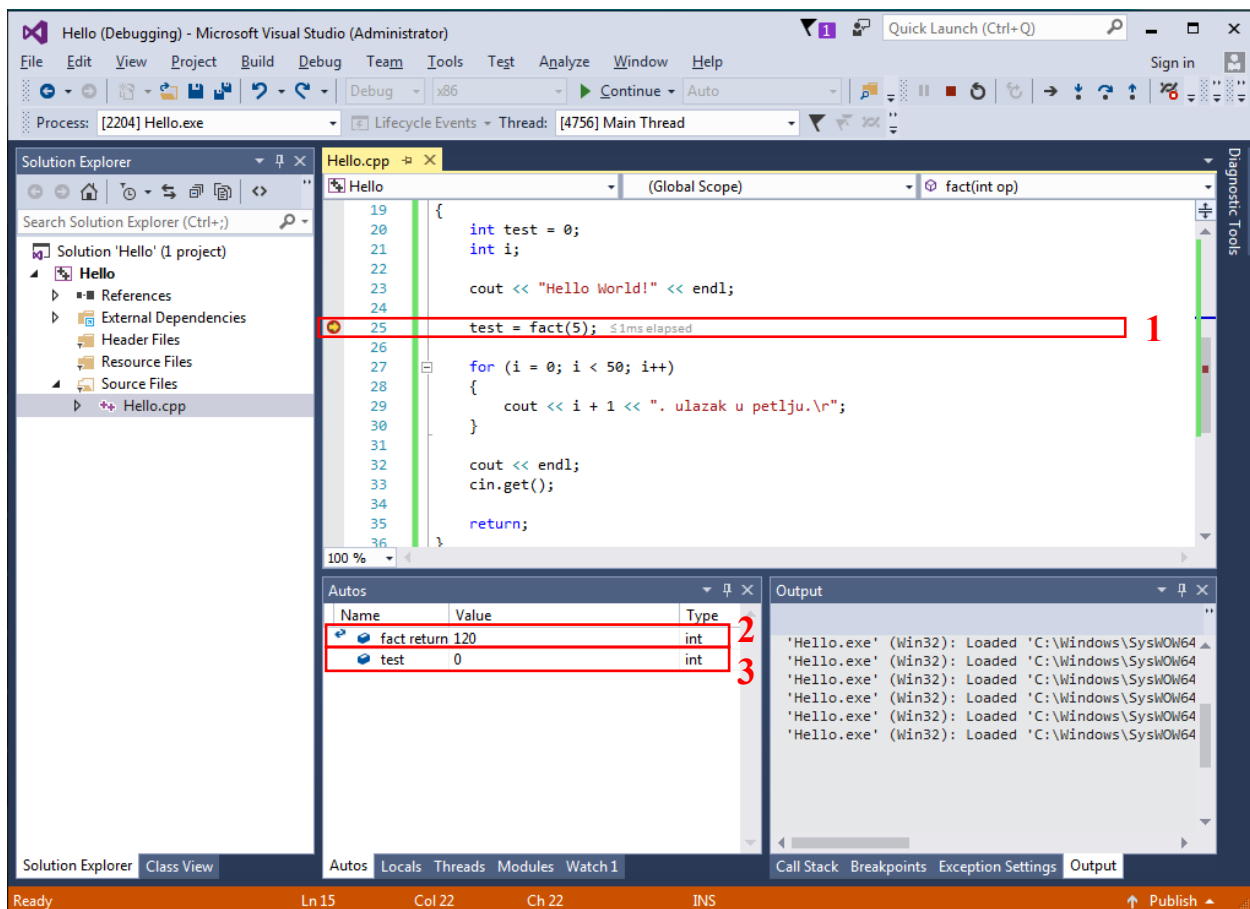 Hello (Debugging) - Microsoft Visual Studio (Administrator)
1
Quick Launch (Ctrl+Q)
File Edit View Project Build Debug Team Tools Test Analyze Window Help
Sign in
Debug x86 Continue Auto
Process: [2204] Hello.exe Lifecycle Events Thread: [4756] Main Thread
Solution Explorer
Search Solution Explorer (Ctrl+;)
Solution 'Hello' (1 project)
Hello
References
External Dependencies
Header Files
Resource Files
Source Files
Hello.cpp
Solution Explorer Class View
Hello.cpp
Hello (Global Scope) fact(int op)
19 {
20 int test = 0;
21 int i;
22
23 cout << "Hello World!" << endl;
24
25 test = fact(5); ≤1ms elapsed
1
26
27 for (i = 0; i < 50; i++)
28 {
29 cout << i + 1 << ". ulazak u petlju.\r";
30 }
31
32 cout << endl;
33 cin.get();
34
35 return;
36 }
100 %
Diagnostic Tools
Autos
Name Value Type
fact return 120 int
2
test 0 int
3
Autos Locals Threads Modules Watch 1
Output
'Hello.exe' (Win32): Loaded 'C:\Windows\SysWOW64
'Hello.exe' (Win32): Loaded 'C:\Windows\SysWOW64
'Hello.exe' (Win32): Loaded 'C:\Windows\SysWOW64
'Hello.exe' (Win32): Loaded 'C:\Windows\SysWOW64
'Hello.exe' (Win32): Loaded 'C:\Windows\SysWOW64
'Hello.exe' (Win32): Loaded 'C:\Windows\SysWOW64
Call Stack Breakpoints Exception Settings Output
Ready Ln 15 Col 22 Ch 22 INS Publish